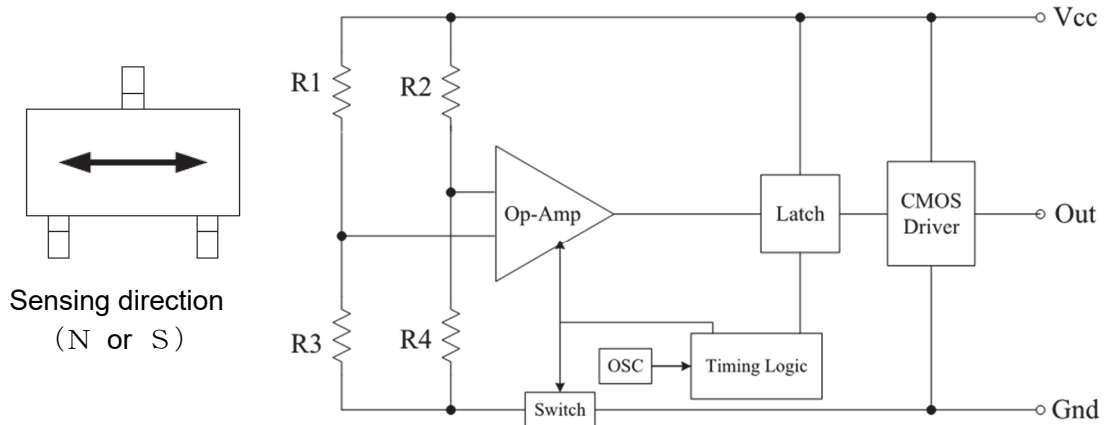 Sensing direction
（N or S）
Vcc
R1
R2
Op-Amp
Latch
CMOS
Driver
Out
R3
R4
OSC
Timing Logic
Switch
Gnd